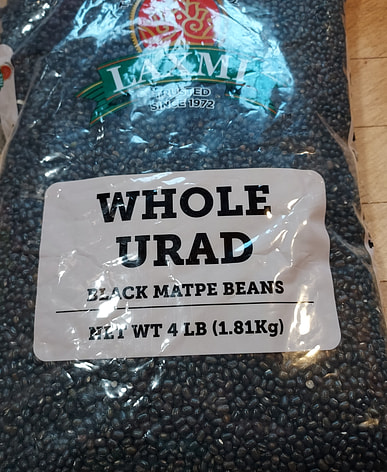 LAXMI
TRUSTED
SINCE 1972
WHOLE
URAD
BLACK MATPE BEANS
NET WT 4 LB (1.81Kg)